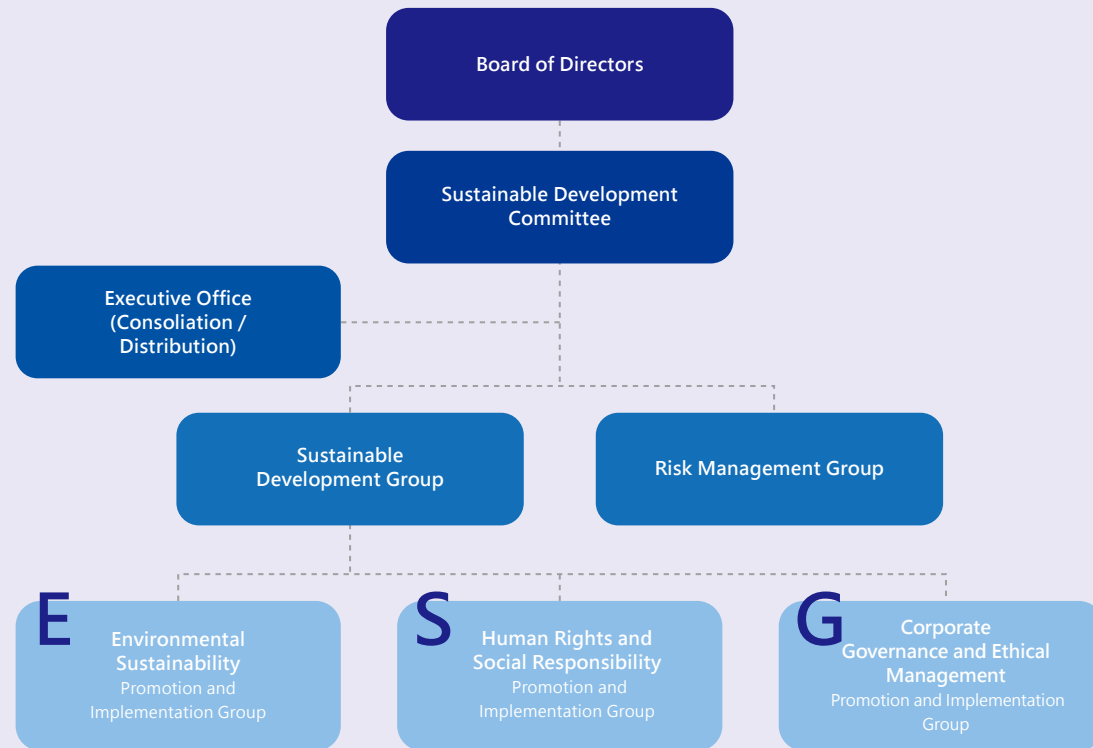 Board of Directors
Sustainable Development
Committee
Executive Office
(Consoliation /
Distribution)
Sustainable
Development Group
Risk Management Group
E
Environmental
Sustainability
Promotion and
Implementation Group
S
Human Rights and
Social Responsibility
Promotion and
Implementation Group
G
Corporate
Governance and Ethical
Management
Promotion and Implementation
Group